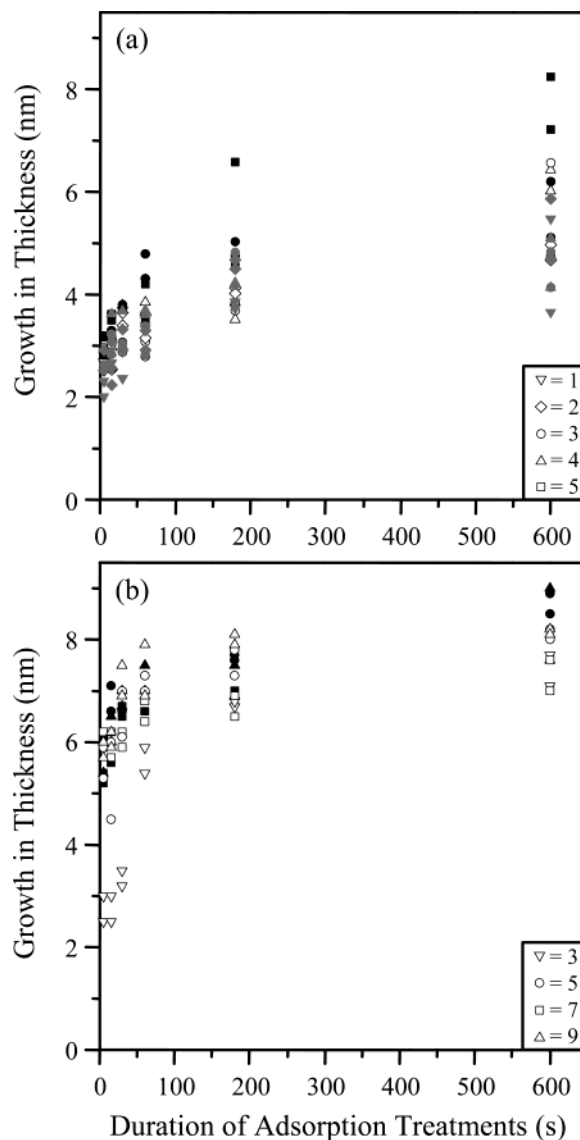 (a)
Growth in Thickness (nm)
8
6
4
2
0
0 100 200 300 400 500 600
▽ = 1
◇ = 2
○ = 3
△ = 4
□ = 5
(b)
Growth in Thickness (nm)
8
6
4
2
0
0 100 200 300 400 500 600
▽ = 3
○ = 5
□ = 7
△ = 9
Duration of Adsorption Treatments (s)